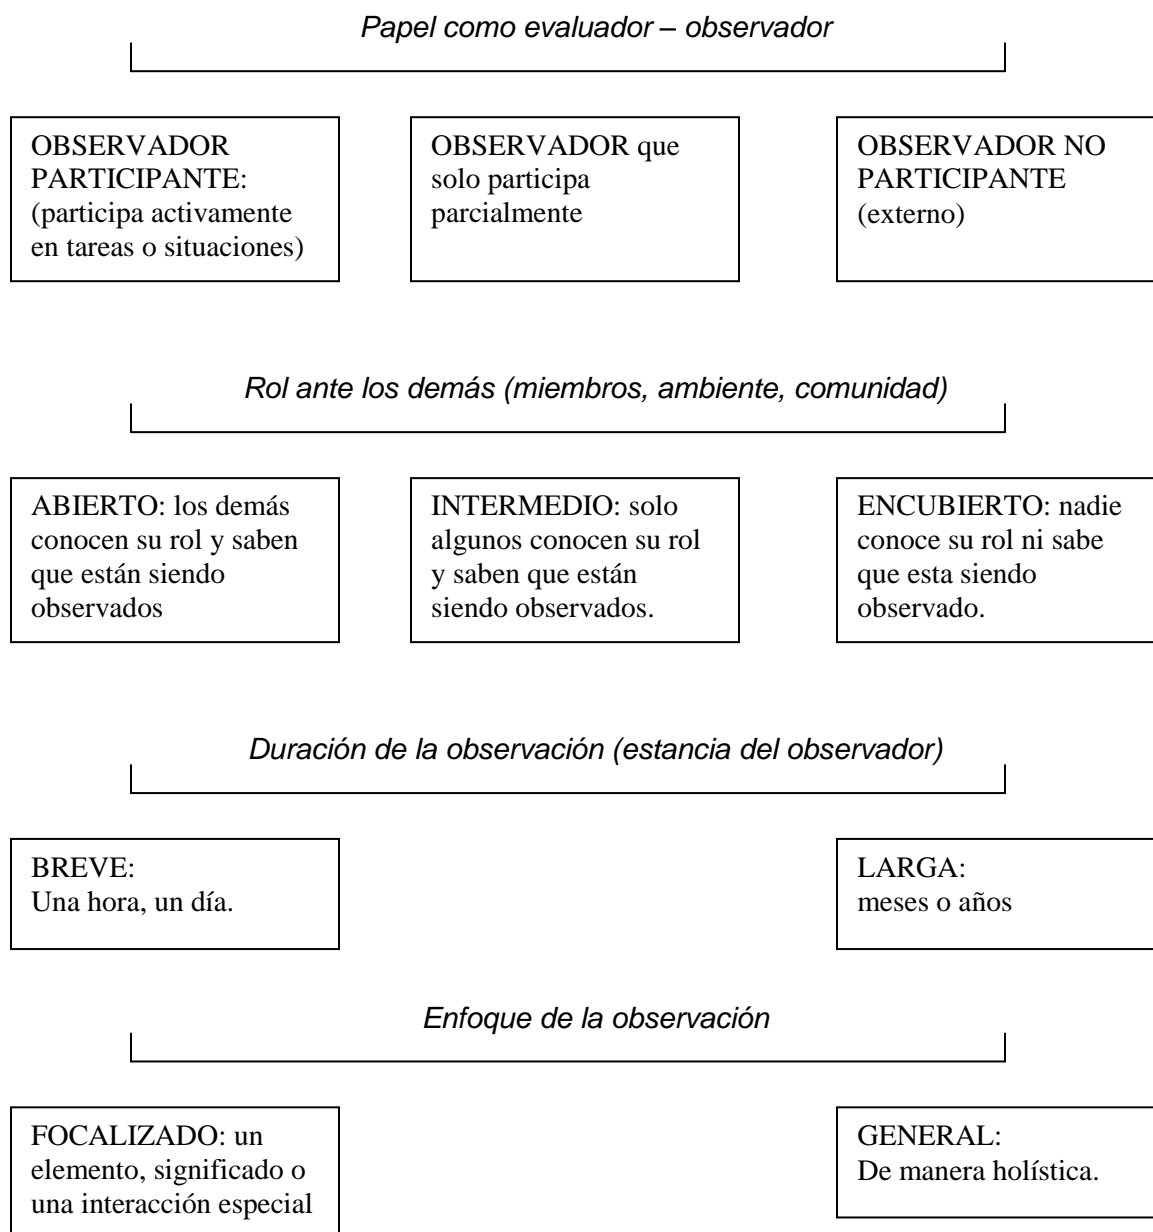 Papel como evaluador – observador
OBSERVADOR
PARTICIPANTE:
(participa activamente
en tareas o situaciones)
OBSERVADOR que
solo participa
parcialmente
OBSERVADOR NO
PARTICIPANTE
(externo)
Rol ante los demás (miembros, ambiente, comunidad)
ABIERTO: los demás
conocen su rol y saben
que están siendo
observados
INTERMEDIO: solo
algunos conocen su rol
y saben que están
siendo observados.
ENCUBIERTO: nadie
conoce su rol ni sabe
que esta siendo
observado.
Duración de la observación (estancia del observador)
BREVE:
Una hora, un día.
LARGA:
meses o años
Enfoque de la observación
FOCALIZADO: un
elemento, significado o
una interacción especial
GENERAL:
De manera holística.